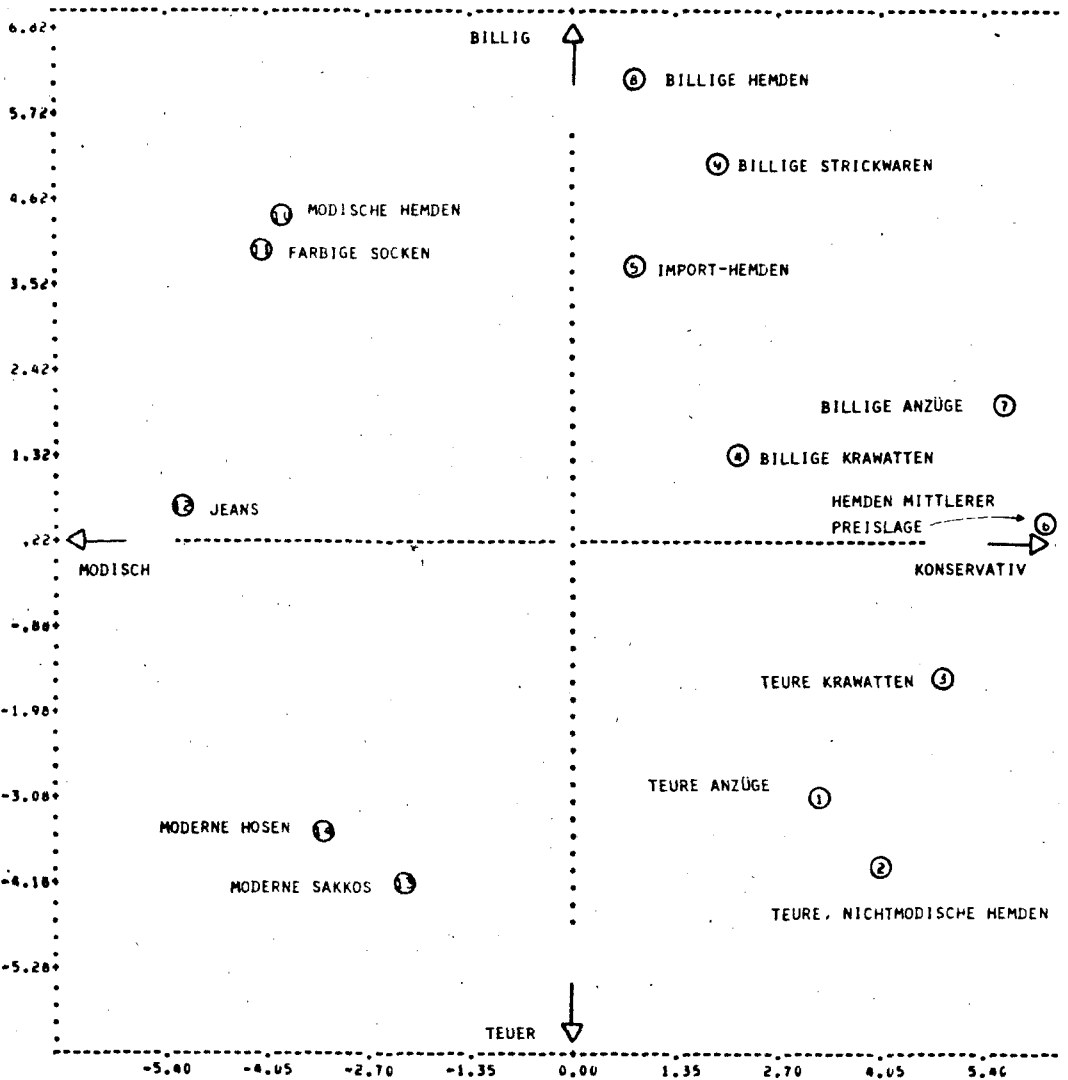 6.82+
BILLIG
8 BILLIGE HEMDEN
5.72+
BILLIGE STRICKWAREN
4.62+
MODISCHE HEMDEN
11 FARBIGE SOCKEN
5 IMPORT-HEMDEN
3.52+
2.42+
BILLIGE ANZÜGE 7
1.32+
4 BILLIGE KRAWATTEN
HEMDEN MITTLERER
PREISLAGE 6
12 JEANS
.22+
MODISCH
KONSERVATIV
-.88+
TEURE KRAWATTEN 3
-1.98+
TEURE ANZÜGE 1
-3.08+
MODERNE HOSEN 14
MODERNE SAKKOS 13
-4.18+
2
TEURE, NICHTMODISCHE HEMDEN
-5.28+
TEUER
-5.40 -4.05 -2.70 -1.35 0.00 1.35 2.70 4.05 5.40